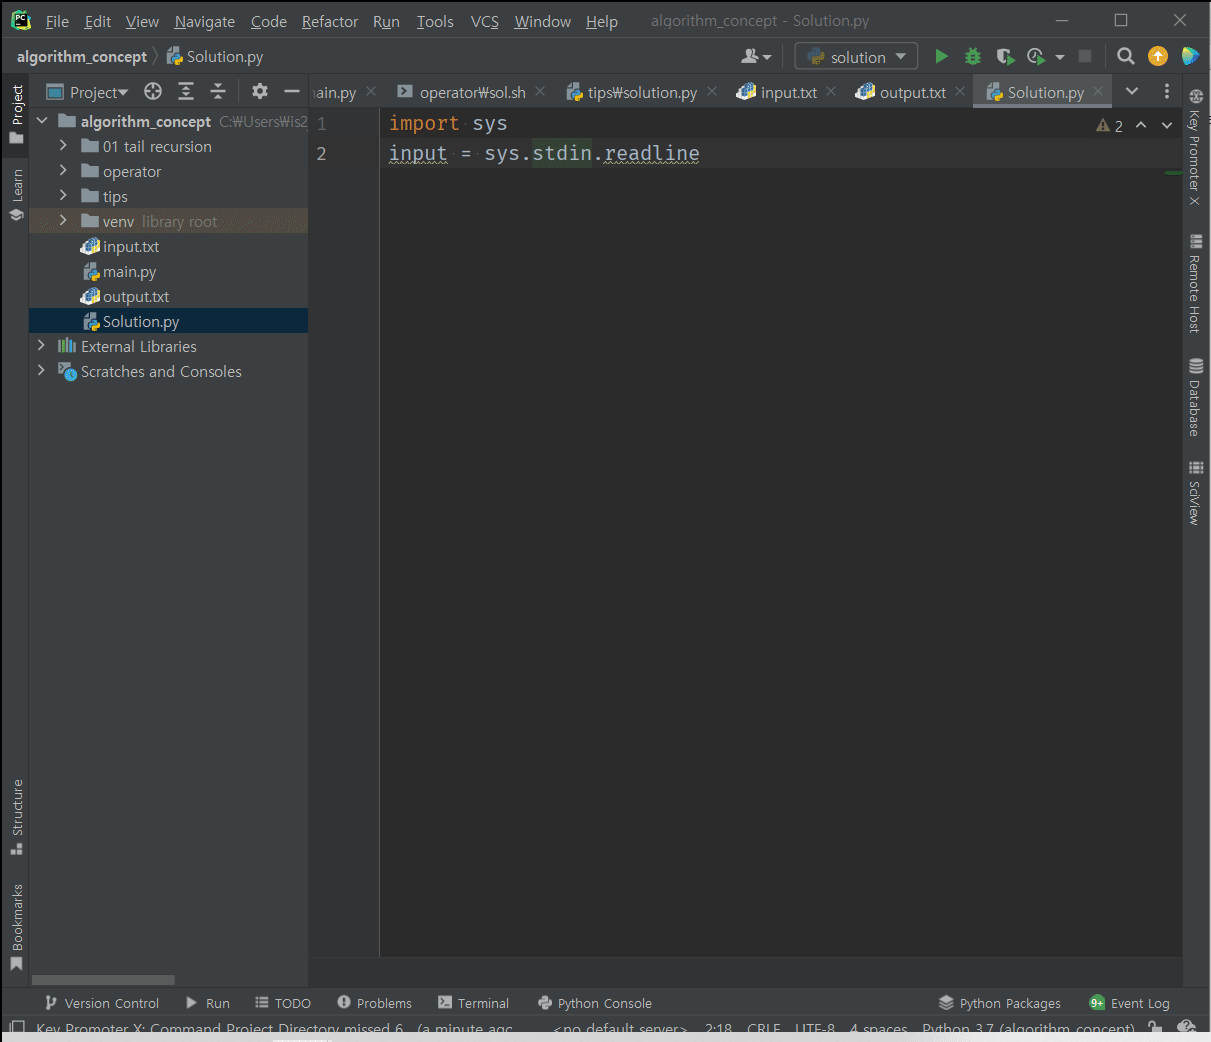 PC File Edit View Navigate Code Refactor Run Tools VCS Window Help algorithm_concept - Solution.py
algorithm_concept Solution.py solution
Project ain.py operator₩sol.sh tips₩solution.py input.txt output.txt Solution.py
algorithm_concept C:₩Users₩is2
01 tail recursion
operator
tips
venv library root
input.txt
main.py
output.txt
Solution.py
External Libraries
Scratches and Consoles
1 import sys
2 input = sys.stdin.readline
2
Project
Learn
Structure
Bookmarks
Key Promoter X
Remote Host
Database
SciView
Version Control Run TODO Problems Terminal Python Console Python Packages 9+ Event Log
Key Promoter X: Command Project Directory missed 6 (a minute ago <no default server> 2:18 CRLF UTF-8 4 spaces Python 3.7 (algorithm_concept)